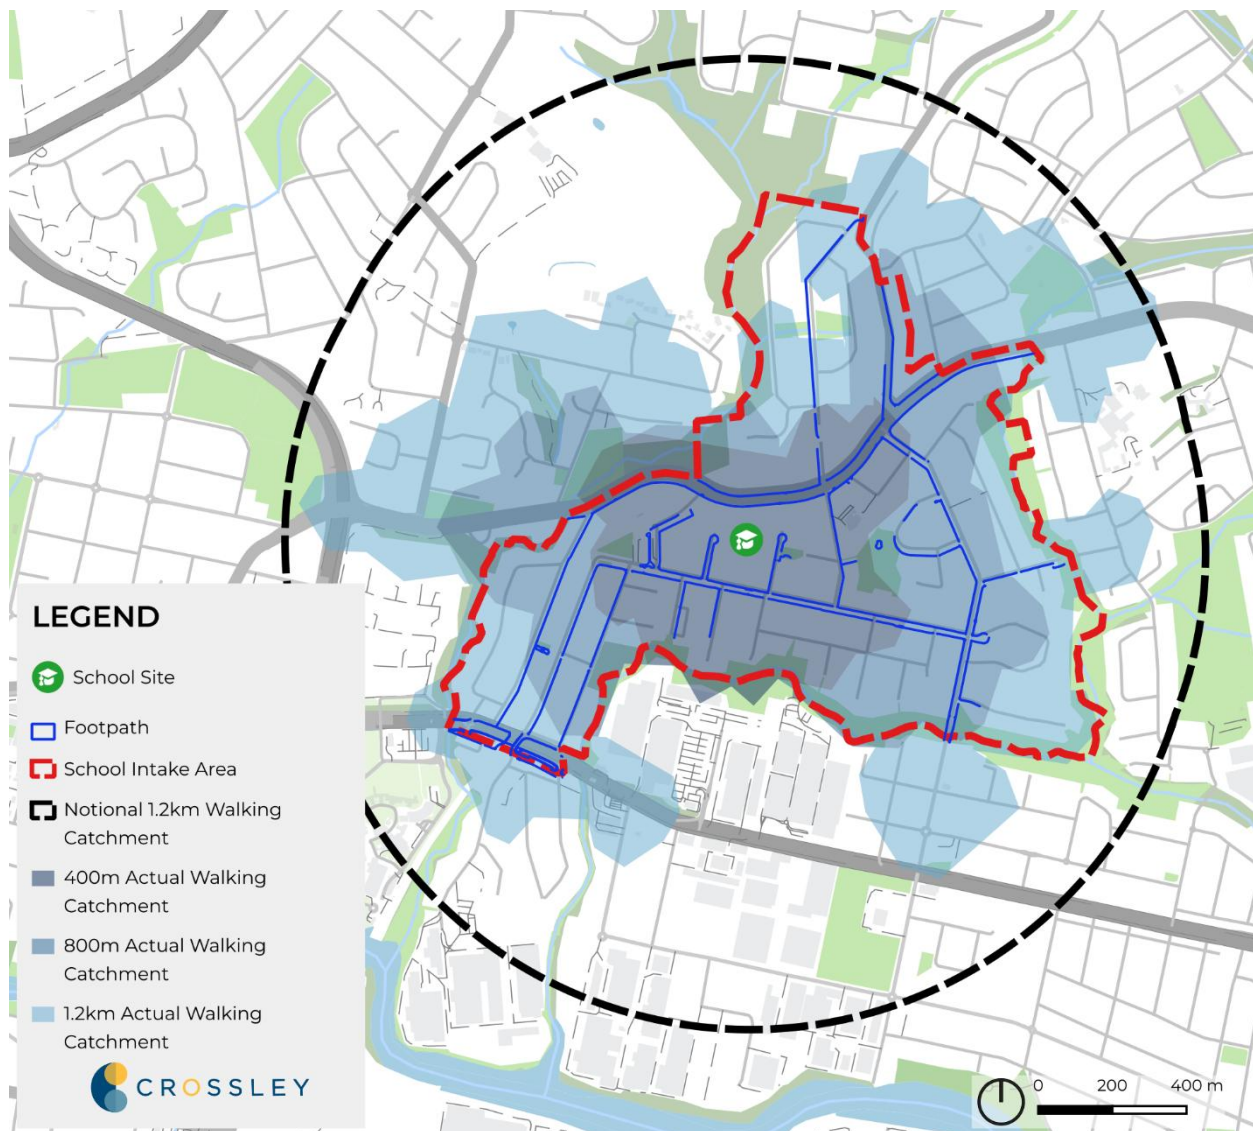 LEGEND
School Site
Footpath
School Intake Area
Notional 1.2km Walking
Catchment
400m Actual Walking
Catchment
800m Actual Walking
Catchment
1.2km Actual Walking
Catchment
CROSSLEY
0 200 400 m